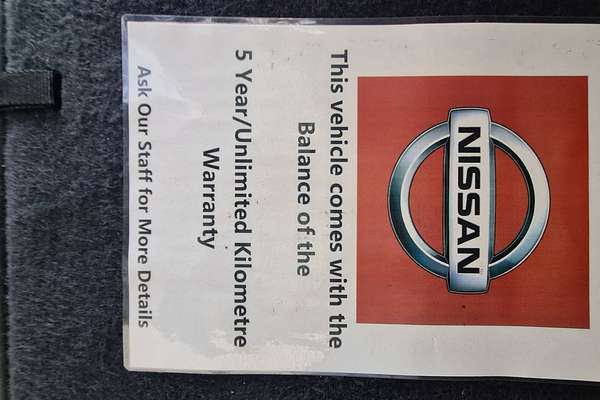 NISSAN
This vehicle comes with the
Balance of the
5 Year/Unlimited Kilometre
Warranty
Ask Our Staff for More Details